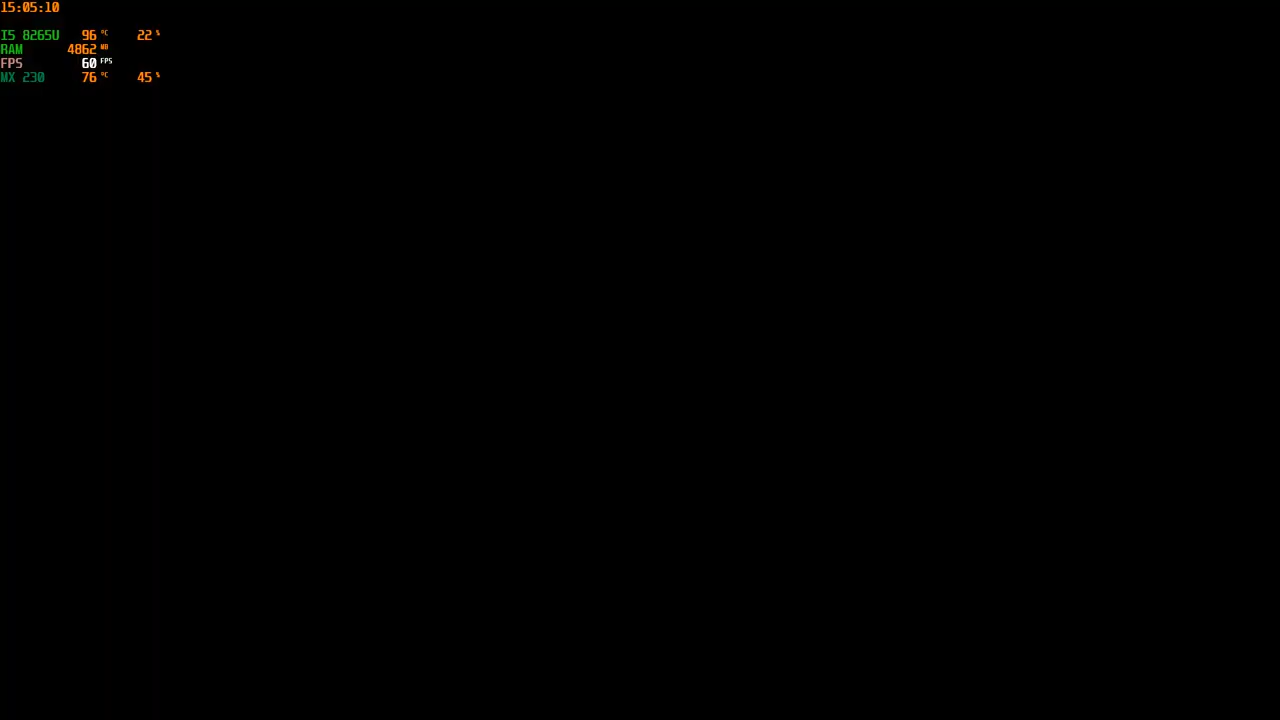 15:05:10
I5 8265U 96 °C 22 %
RAM 4862 MB
FPS 60 FPS
MX 230 76 °C 45 %